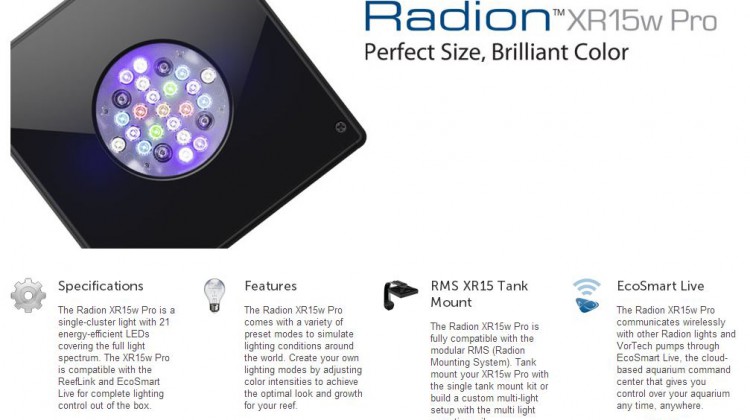 Radion™ XR15w Pro
Perfect Size, Brilliant Color
Specifications
The Radion XR15w Pro is a
single-cluster light with 21
energy-efficient LEDs
covering the full light
spectrum. The XR15w Pro
is compatible with the
ReefLink and EcoSmart
Live for complete lighting
control out of the box.
Features
The Radion XR15w Pro
comes with a variety of
preset modes to simulate
lighting conditions around
the world. Create your own
lighting modes by adjusting
color intensities to achieve
the optimal look and growth
for your reef.
RMS XR15 Tank
Mount
The Radion XR15w Pro is
fully compatible with the
modular RMS (Radion
Mounting System). Tank
mount your XR15w Pro with
the single tank mount kit or
build a custom multi-light
setup with the multi light
EcoSmart Live
The Radion XR15w Pro
communicates wirelessly
with other Radion lights and
VorTech pumps through
EcoSmart Live, the cloud-
based aquarium command
center that gives you
control over your aquarium
any time, anywhere.